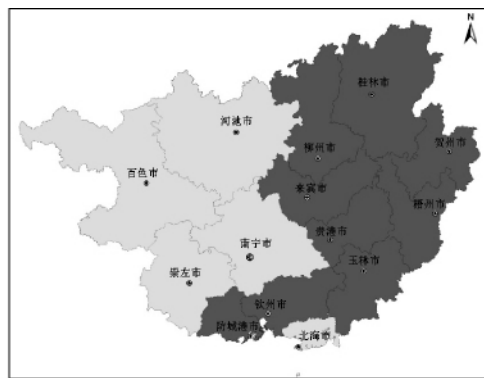 N
桂林市
河池市
贺州市
柳州市
百色市
来宾市
梧州市
贵港市
南宁市
玉林市
崇左市
钦州市
防城港市
北海市